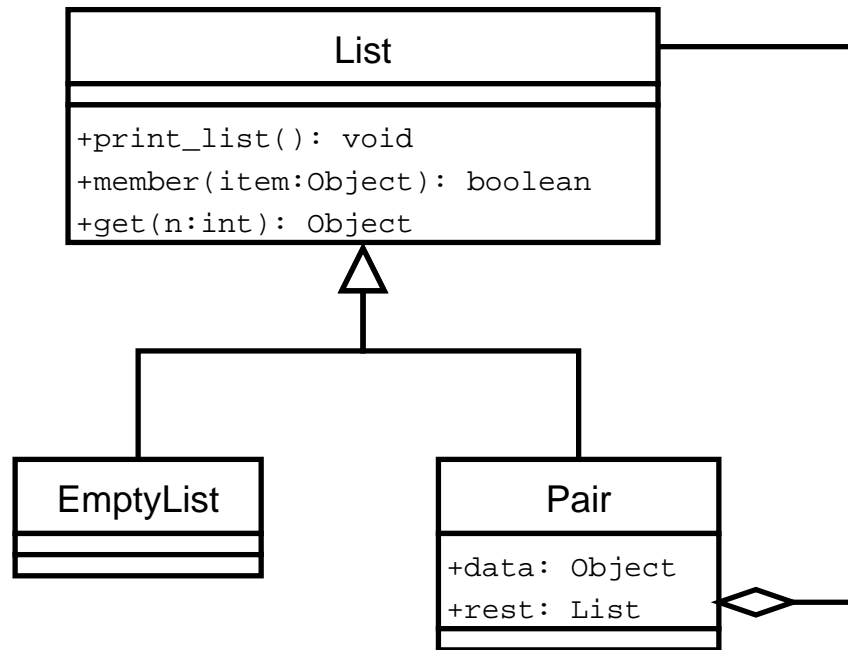 List
+print_list(): void
+member(item:Object): boolean
+get(n:int): Object
EmptyList
Pair
+data: Object
+rest: List